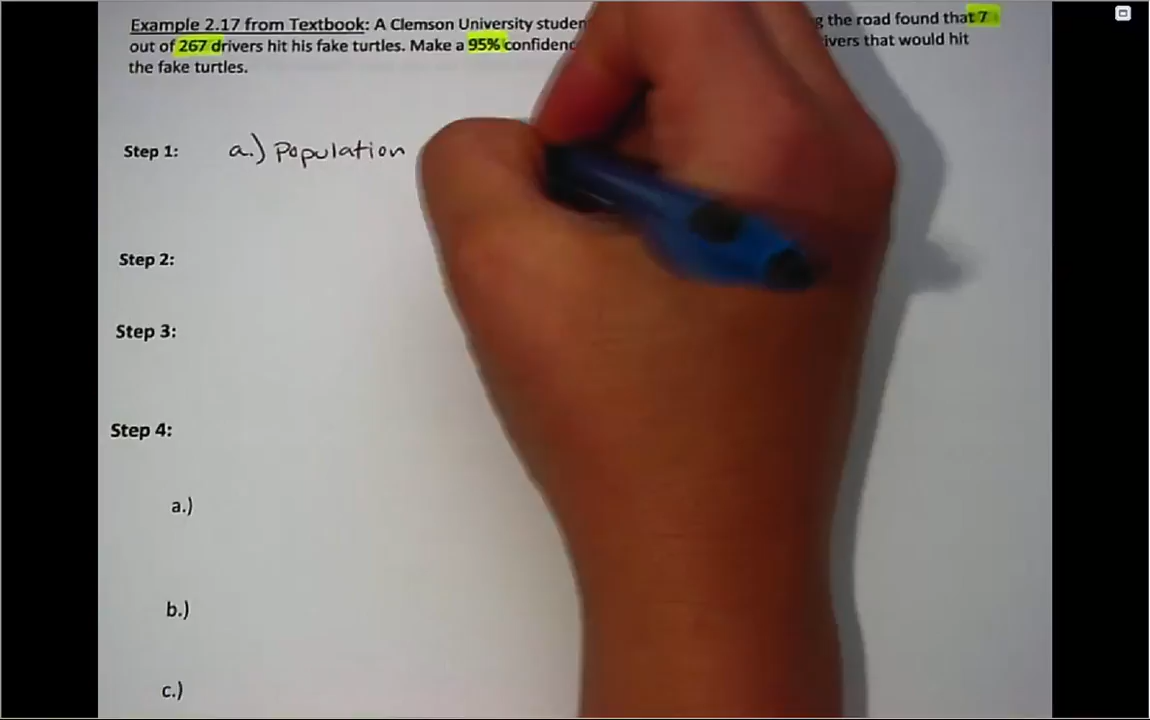 Example 2.17 from Textbook: A Clemson University studen g the road found that 7
out of 267 drivers hit his fake turtles. Make a 95% confidenc ivers that would hit
the fake turtles.
Step 1: a.) Population
Step 2:
Step 3:
Step 4:
a.)
b.)
c.)